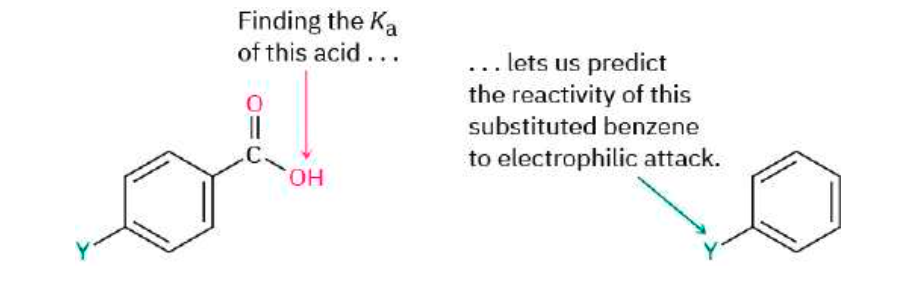 Finding the Ka
of this acid . . .
. . . lets us predict
the reactivity of this
substituted benzene
to electrophilic attack.
O
C
OH
Y
Y